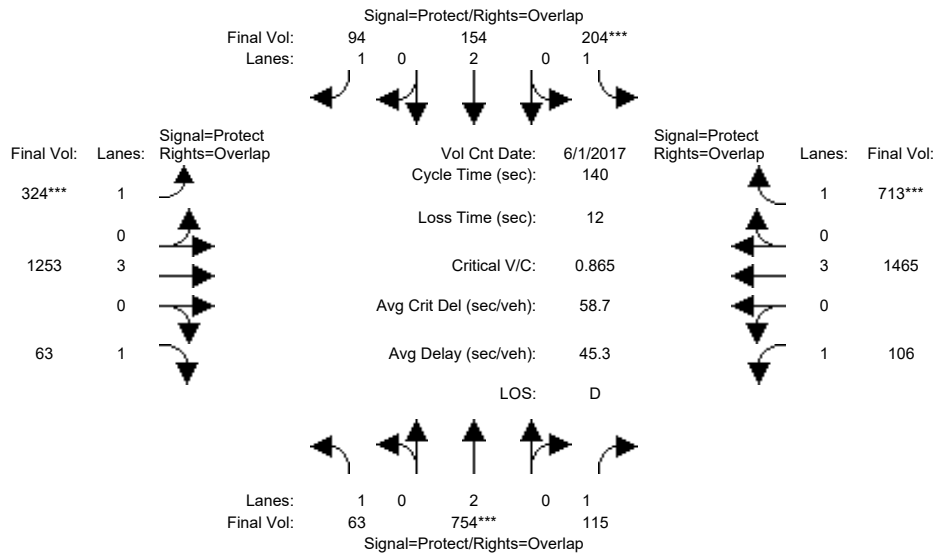 Signal=Protect/Rights=Overlap
Final Vol: 94 154 204***
Lanes: 1 0 2 0 1
Signal=Protect Signal=Protect
Final Vol: Lanes: Rights=Overlap Vol Cnt Date: 6/1/2017 Rights=Overlap Lanes: Final Vol:
Cycle Time (sec): 140
324*** 1 1 713***
Loss Time (sec): 12
0 0
1253 3 Critical V/C: 0.865 3 1465
0 Avg Crit Del (sec/veh): 58.7 0
63 1 Avg Delay (sec/veh): 45.3 1 106
LOS: D
Lanes: 1 0 2 0 1
Final Vol: 63 754*** 115
Signal=Protect/Rights=Overlap